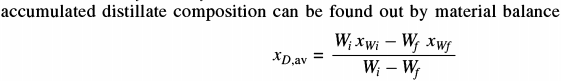 accumulated distillate composition can be found out by material balance
x_{D,av} = \frac{W_i x_{Wi} - W_f x_{Wf}}{W_i - W_f}